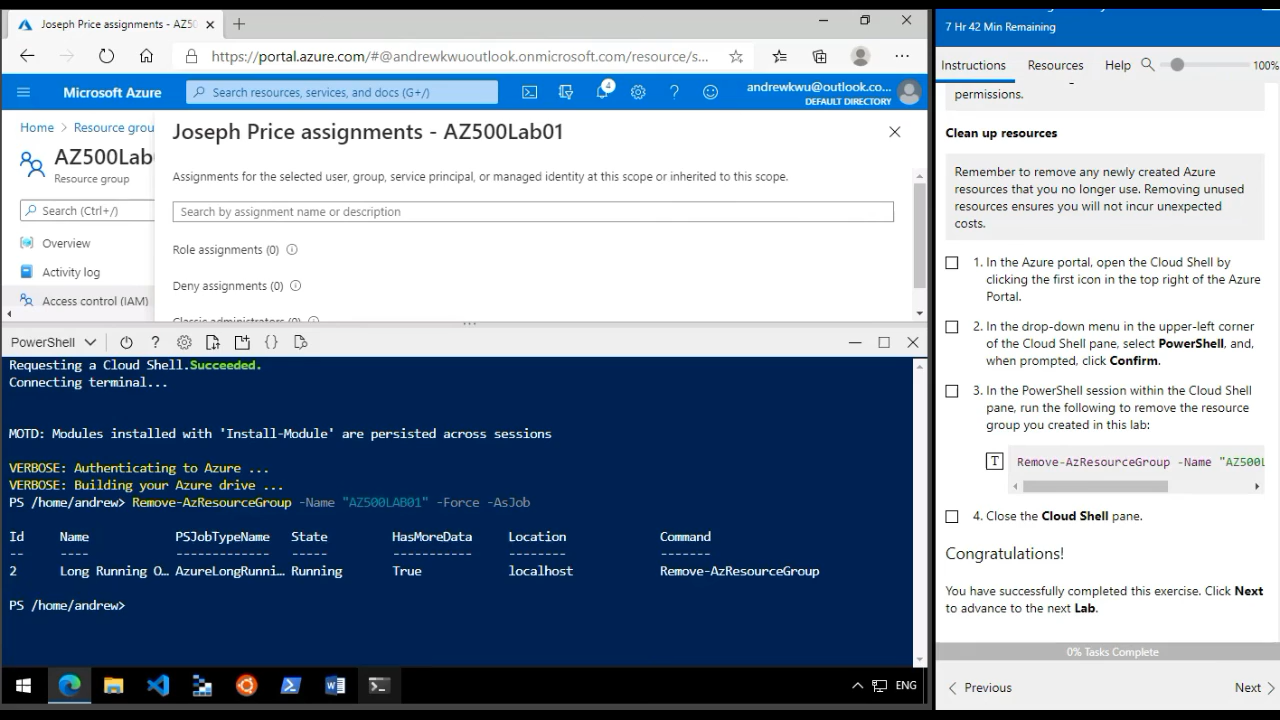 Joseph Price assignments - AZ50
7 Hr 42 Min Remaining
https://portal.azure.com/#@andrewkwuoutlook.onmicrosoft.com/resource/s...
Instructions
Resources
Help
100%
Microsoft Azure
Search resources, services, and docs (G+/)
4
andrewkwu@outlook.co...
DEFAULT DIRECTORY
permissions.
Home > Resource grou
AZ500Lab
Resource group
Search (Ctrl+/)
Overview
Activity log
Access control (IAM)
Joseph Price assignments - AZ500Lab01
Assignments for the selected user, group, service principal, or managed identity at this scope or inherited to this scope.
Search by assignment name or description
Role assignments (0)
Deny assignments (0)
Classic administrators (0)
PowerShell
Requesting a Cloud Shell.Succeeded.
Connecting terminal...
MOTD: Modules installed with 'Install-Module' are persisted across sessions
VERBOSE: Authenticating to Azure ...
VERBOSE: Building your Azure drive ...
PS /home/andrew> Remove-AzResourceGroup -Name "AZ500LAB01" -Force -AsJob
Id Name PSJobTypeName State HasMoreData Location Command
-- ---- ------------- ----- ----------- -------- -------
2 Long Running O… AzureLongRunni… Running True localhost Remove-AzResourceGroup
PS /home/andrew>
ENG
Clean up resources
Remember to remove any newly created Azure
resources that you no longer use. Removing unused
resources ensures you will not incur unexpected
costs.
1. In the Azure portal, open the Cloud Shell by
clicking the first icon in the top right of the Azure
Portal.
2. In the drop-down menu in the upper-left corner
of the Cloud Shell pane, select PowerShell, and,
when prompted, click Confirm.
3. In the PowerShell session within the Cloud Shell
pane, run the following to remove the resource
group you created in this lab:
T
Remove-AzResourceGroup -Name "AZ500L
4. Close the Cloud Shell pane.
Congratulations!
You have successfully completed this exercise. Click Next
to advance to the next Lab.
0% Tasks Complete
Previous
Next